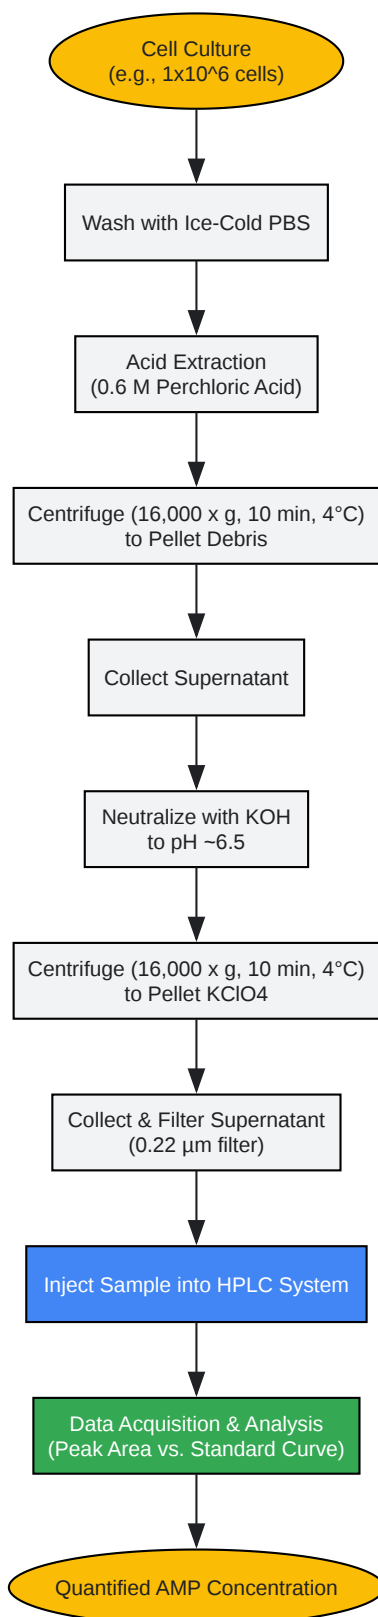 Cell Culture
(e.g., 1x10^6 cells)
Wash with Ice-Cold PBS
Acid Extraction
(0.6 M Perchloric Acid)
Centrifuge (16,000 x g, 10 min, 4°C)
to Pellet Debris
Collect Supernatant
Neutralize with KOH
to pH ~6.5
Centrifuge (16,000 x g, 10 min, 4°C)
to Pellet KClO4
Collect & Filter Supernatant
(0.22 µm filter)
Inject Sample into HPLC System
Data Acquisition & Analysis
(Peak Area vs. Standard Curve)
Quantified AMP Concentration